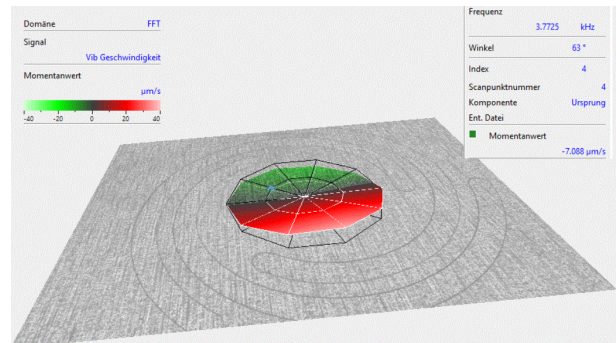 Domäne FFT
Signal
Vib Geschwindigkeit
Momentanwert
µm/s
-40 -20 0 20 40
Frequenz
3.7725 kHz
Winkel 63 °
Index 4
Scanpunktnummer 4
Komponente Ursprung
Ent. Datei
Momentanwert
-7.088 µm/s